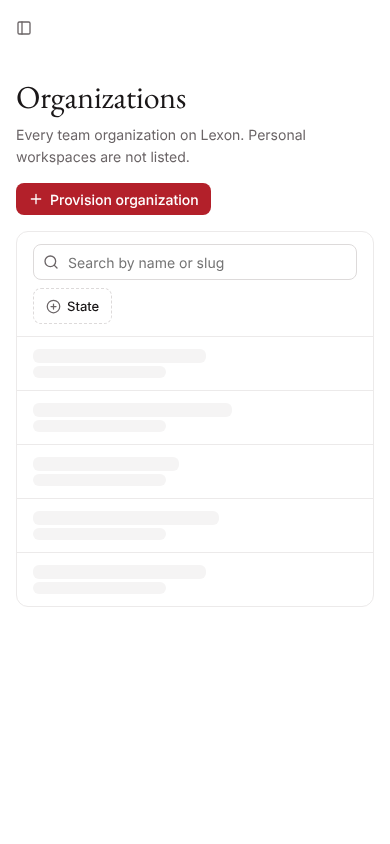 Organizations
Every team organization on Lexon. Personal
workspaces are not listed.
Provision organization
Search by name or slug
State